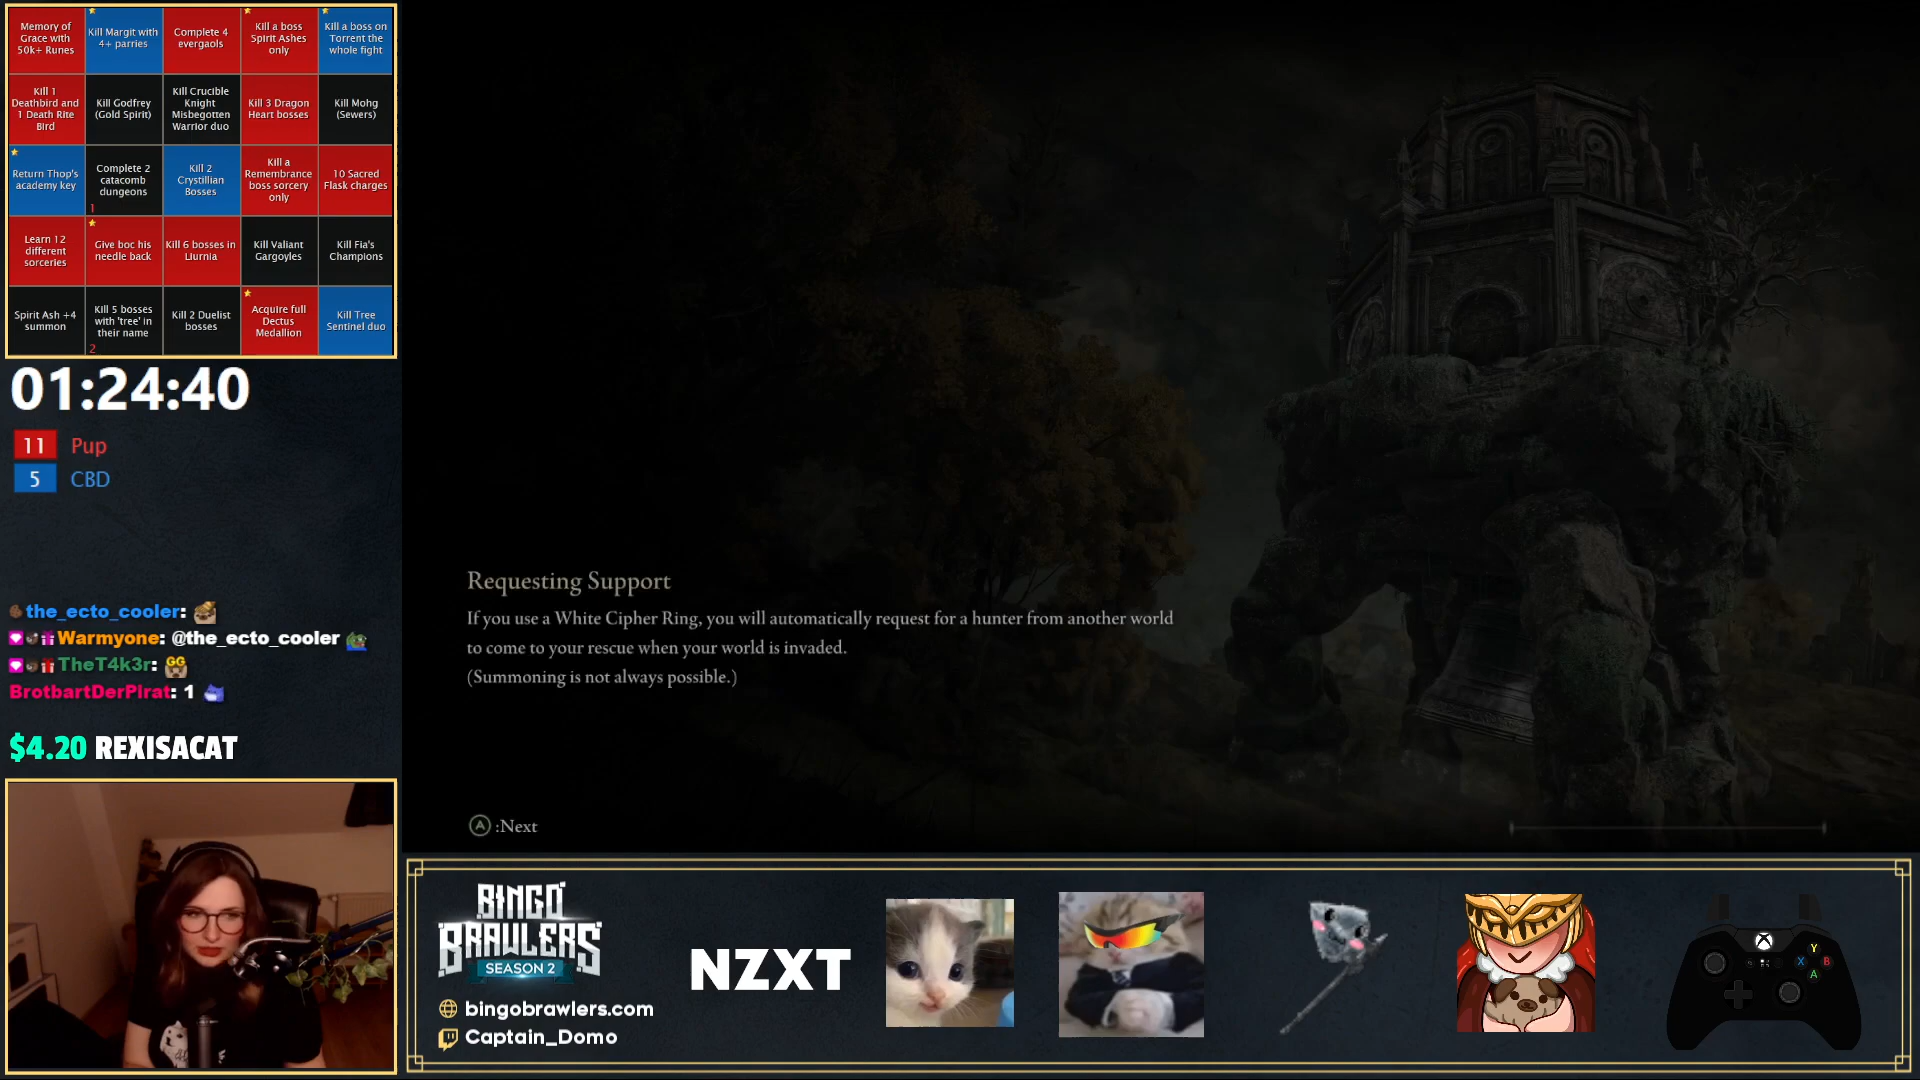 Memory of
Grace with
50k+ Runes
Kill Margit with
4+ parries
Complete 4
evergaols
Kill a boss
Spirit Ashes
only
Kill a boss on
Torrent the
whole fight
Kill 1
Deathbird and
1 Death Rite
Bird
Kill Godfrey
(Gold Spirit)
Kill Crucible
Knight
Misbegotten
Warrior duo
Kill 3 Dragon
Heart bosses
Kill Mohg
(Sewers)
Return Thop's
academy key
Complete 2
catacomb
dungeons
1
Kill 2
Crystillian
Bosses
Kill a
Remembrance
boss sorcery
only
10 Sacred
Flask charges
Learn 12
different
sorceries
Give boc his
needle back
Kill 6 bosses in
Liurnia
Kill Valiant
Gargoyles
Kill Fia's
Champions
Spirit Ash +4
summon
Kill 5 bosses
with 'tree' in
their name
2
Kill 2 Duelist
bosses
Acquire full
Dectus
Medallion
Kill Tree
Sentinel duo
01:24:40
11 Pup
5 CBD
the_ecto_cooler:
Warmyone: @the_ecto_cooler
TheT4k3r: GG
BrotbartDerPirat: 1
$4.20 REXISACAT
Requesting Support
If you use a White Cipher Ring, you will automatically request for a hunter from another world
to come to your rescue when your world is invaded.
(Summoning is not always possible.)
A :Next
BINGO
BRAWLERS
SEASON 2
bingobrawlers.com
Captain_Domo
NZXT
Y
X B
A